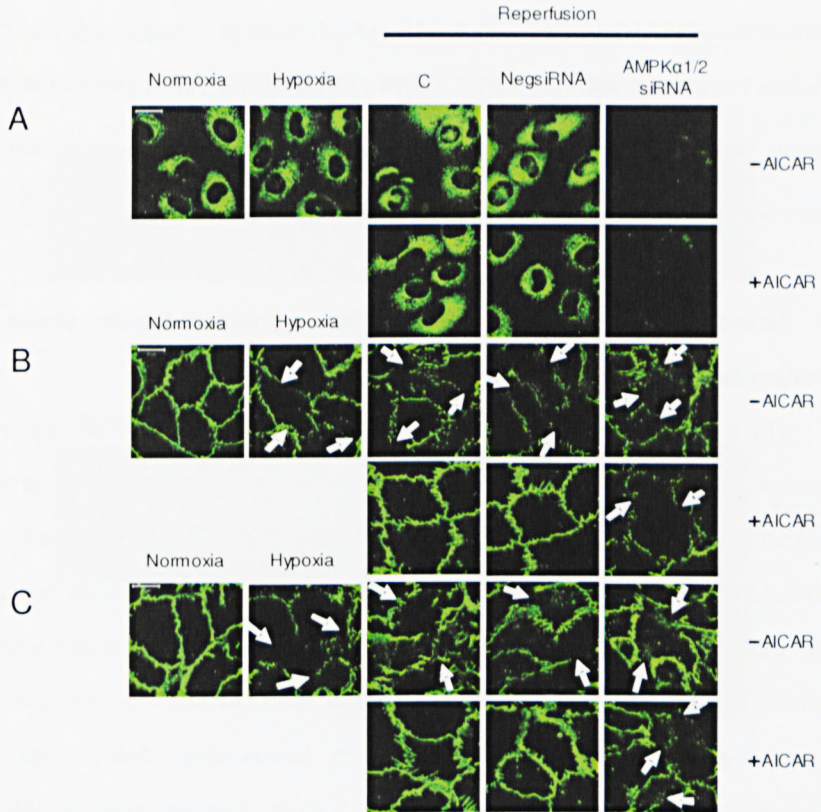 Reperfusion
Normoxia Hypoxia C NegsiRNA AMPKα1/2 siRNA
A
−AICAR
+AICAR
Normoxia Hypoxia
B
−AICAR
+AICAR
Normoxia Hypoxia
C
−AICAR
+AICAR